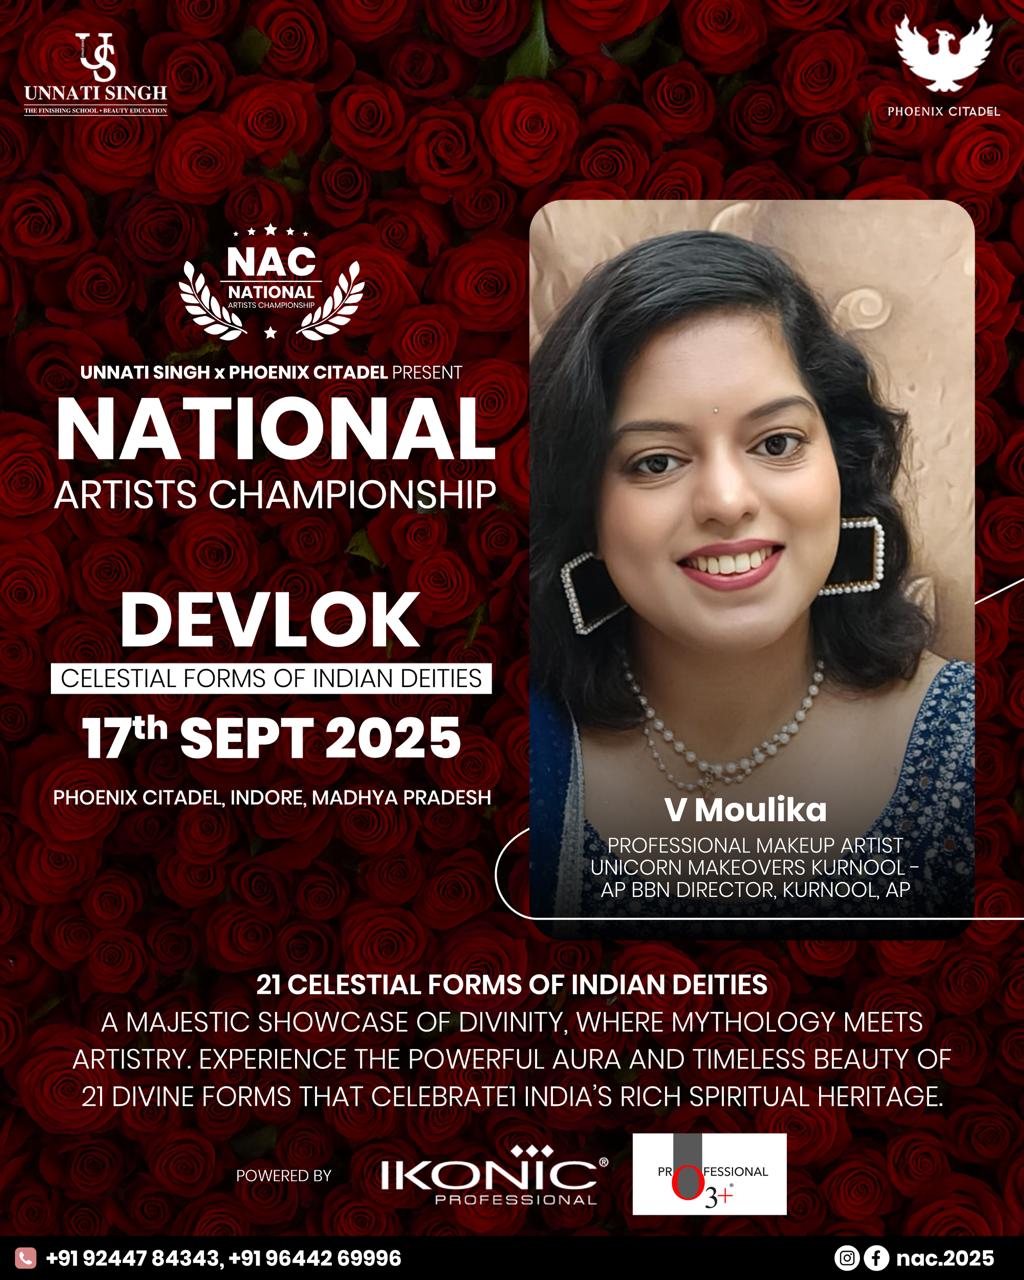 US
UNNATI SINGH
THE FINISHING SCHOOL • BEAUTY EDUCATION
PHOENIX CITADEL
NAC
NATIONAL
ARTISTS CHAMPIONSHIP
UNNATI SINGH x PHOENIX CITADEL PRESENT
NATIONAL
ARTISTS CHAMPIONSHIP
DEVLOK
CELESTIAL FORMS OF INDIAN DEITIES
17th SEPT 2025
PHOENIX CITADEL, INDORE, MADHYA PRADESH
V Moulika
PROFESSIONAL MAKEUP ARTIST
UNICORN MAKEOVERS KURNOOL -
AP BBN DIRECTOR, KURNOOL, AP
21 CELESTIAL FORMS OF INDIAN DEITIES
A MAJESTIC SHOWCASE OF DIVINITY, WHERE MYTHOLOGY MEETS
ARTISTRY. EXPERIENCE THE POWERFUL AURA AND TIMELESS BEAUTY OF
21 DIVINE FORMS THAT CELEBRATE1 INDIA'S RICH SPIRITUAL HERITAGE.
POWERED BY
IKONIC®
PROFESSIONAL
PROFESSIONAL
O3+®
+91 92447 84343, +91 96442 69996
nac.2025